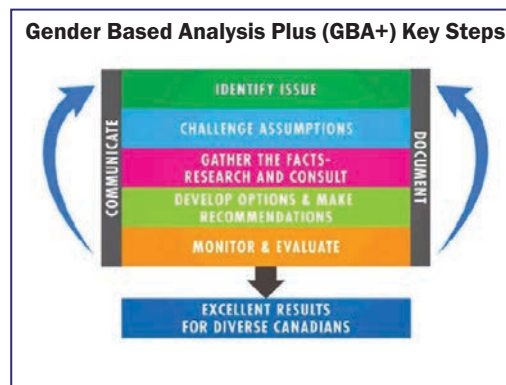 Gender Based Analysis Plus (GBA+) Key Steps
COMMUNICATE
IDENTIFY ISSUE
CHALLENGE ASSUMPTIONS
GATHER THE FACTS-
RESEARCH AND CONSULT
DEVELOP OPTIONS & MAKE
RECOMMENDATIONS
MONITOR & EVALUATE
DOCUMENT
EXCELLENT RESULTS
FOR DIVERSE CANADIANS